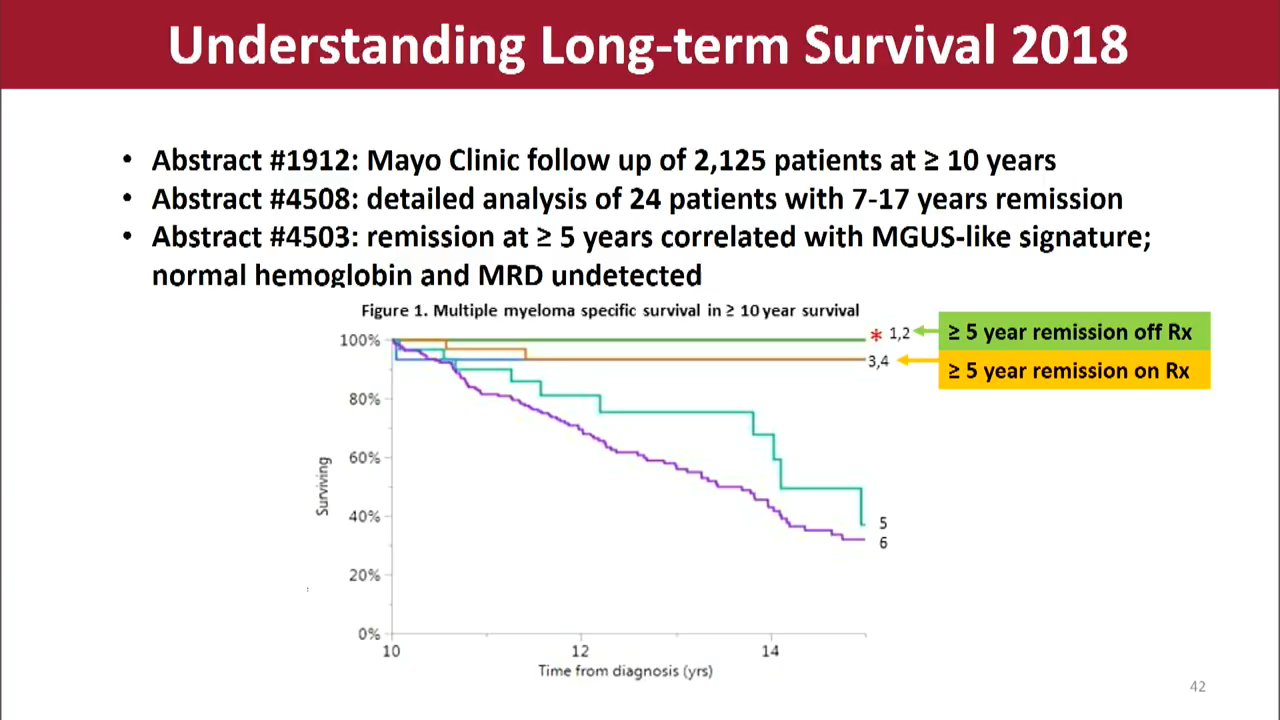 Understanding Long-term Survival 2018
• Abstract #1912: Mayo Clinic follow up of 2,125 patients at ≥ 10 years
• Abstract #4508: detailed analysis of 24 patients with 7-17 years remission
• Abstract #4503: remission at ≥ 5 years correlated with MGUS-like signature;
normal hemoglobin and MRD undetected
Figure 1. Multiple myeloma specific survival in ≥ 10 year survival
100%
80%
60%
40%
20%
0%
Surviving
10
12
14
Time from diagnosis (yrs)
* 1,2
3,4
5
6
≥ 5 year remission off Rx
≥ 5 year remission on Rx
42